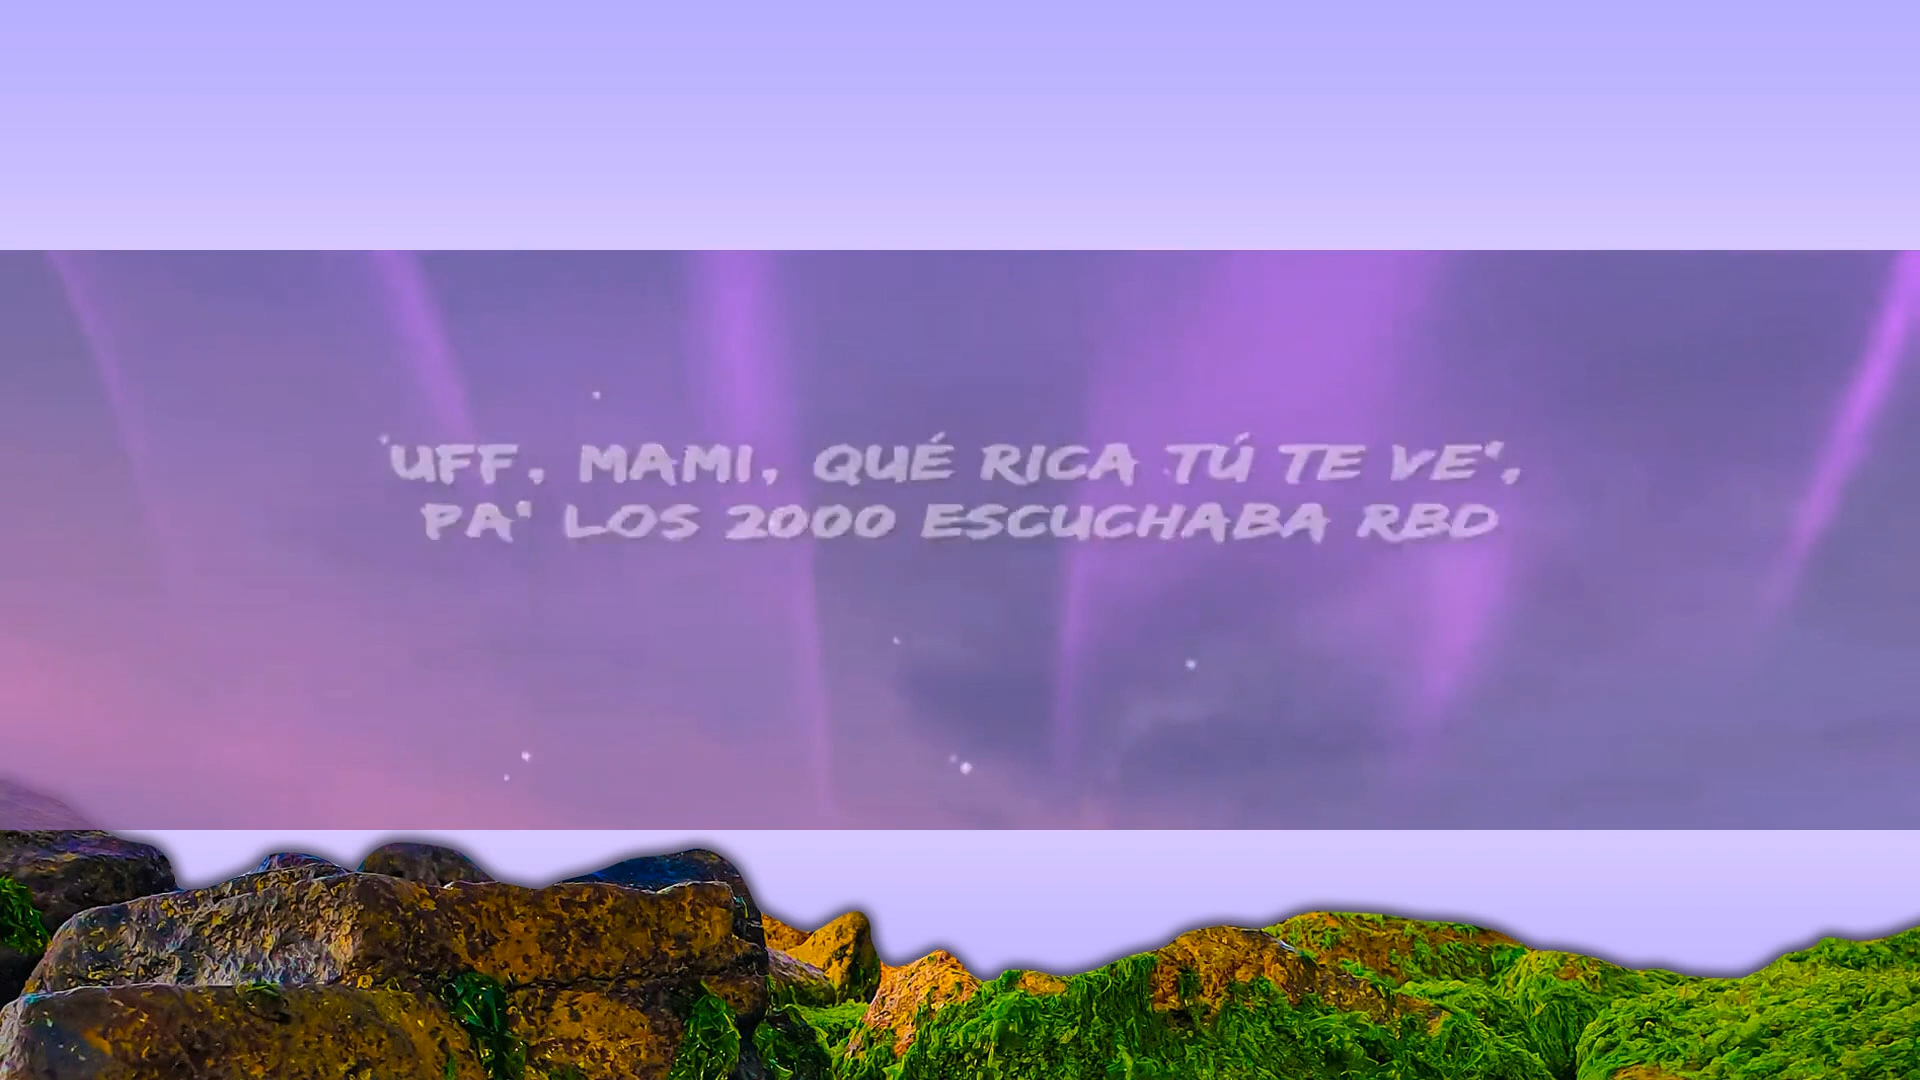 UFF, MAMI, QUÉ RICA TÚ TE VE',
PA' LOS 2000 ESCUCHABA RBD